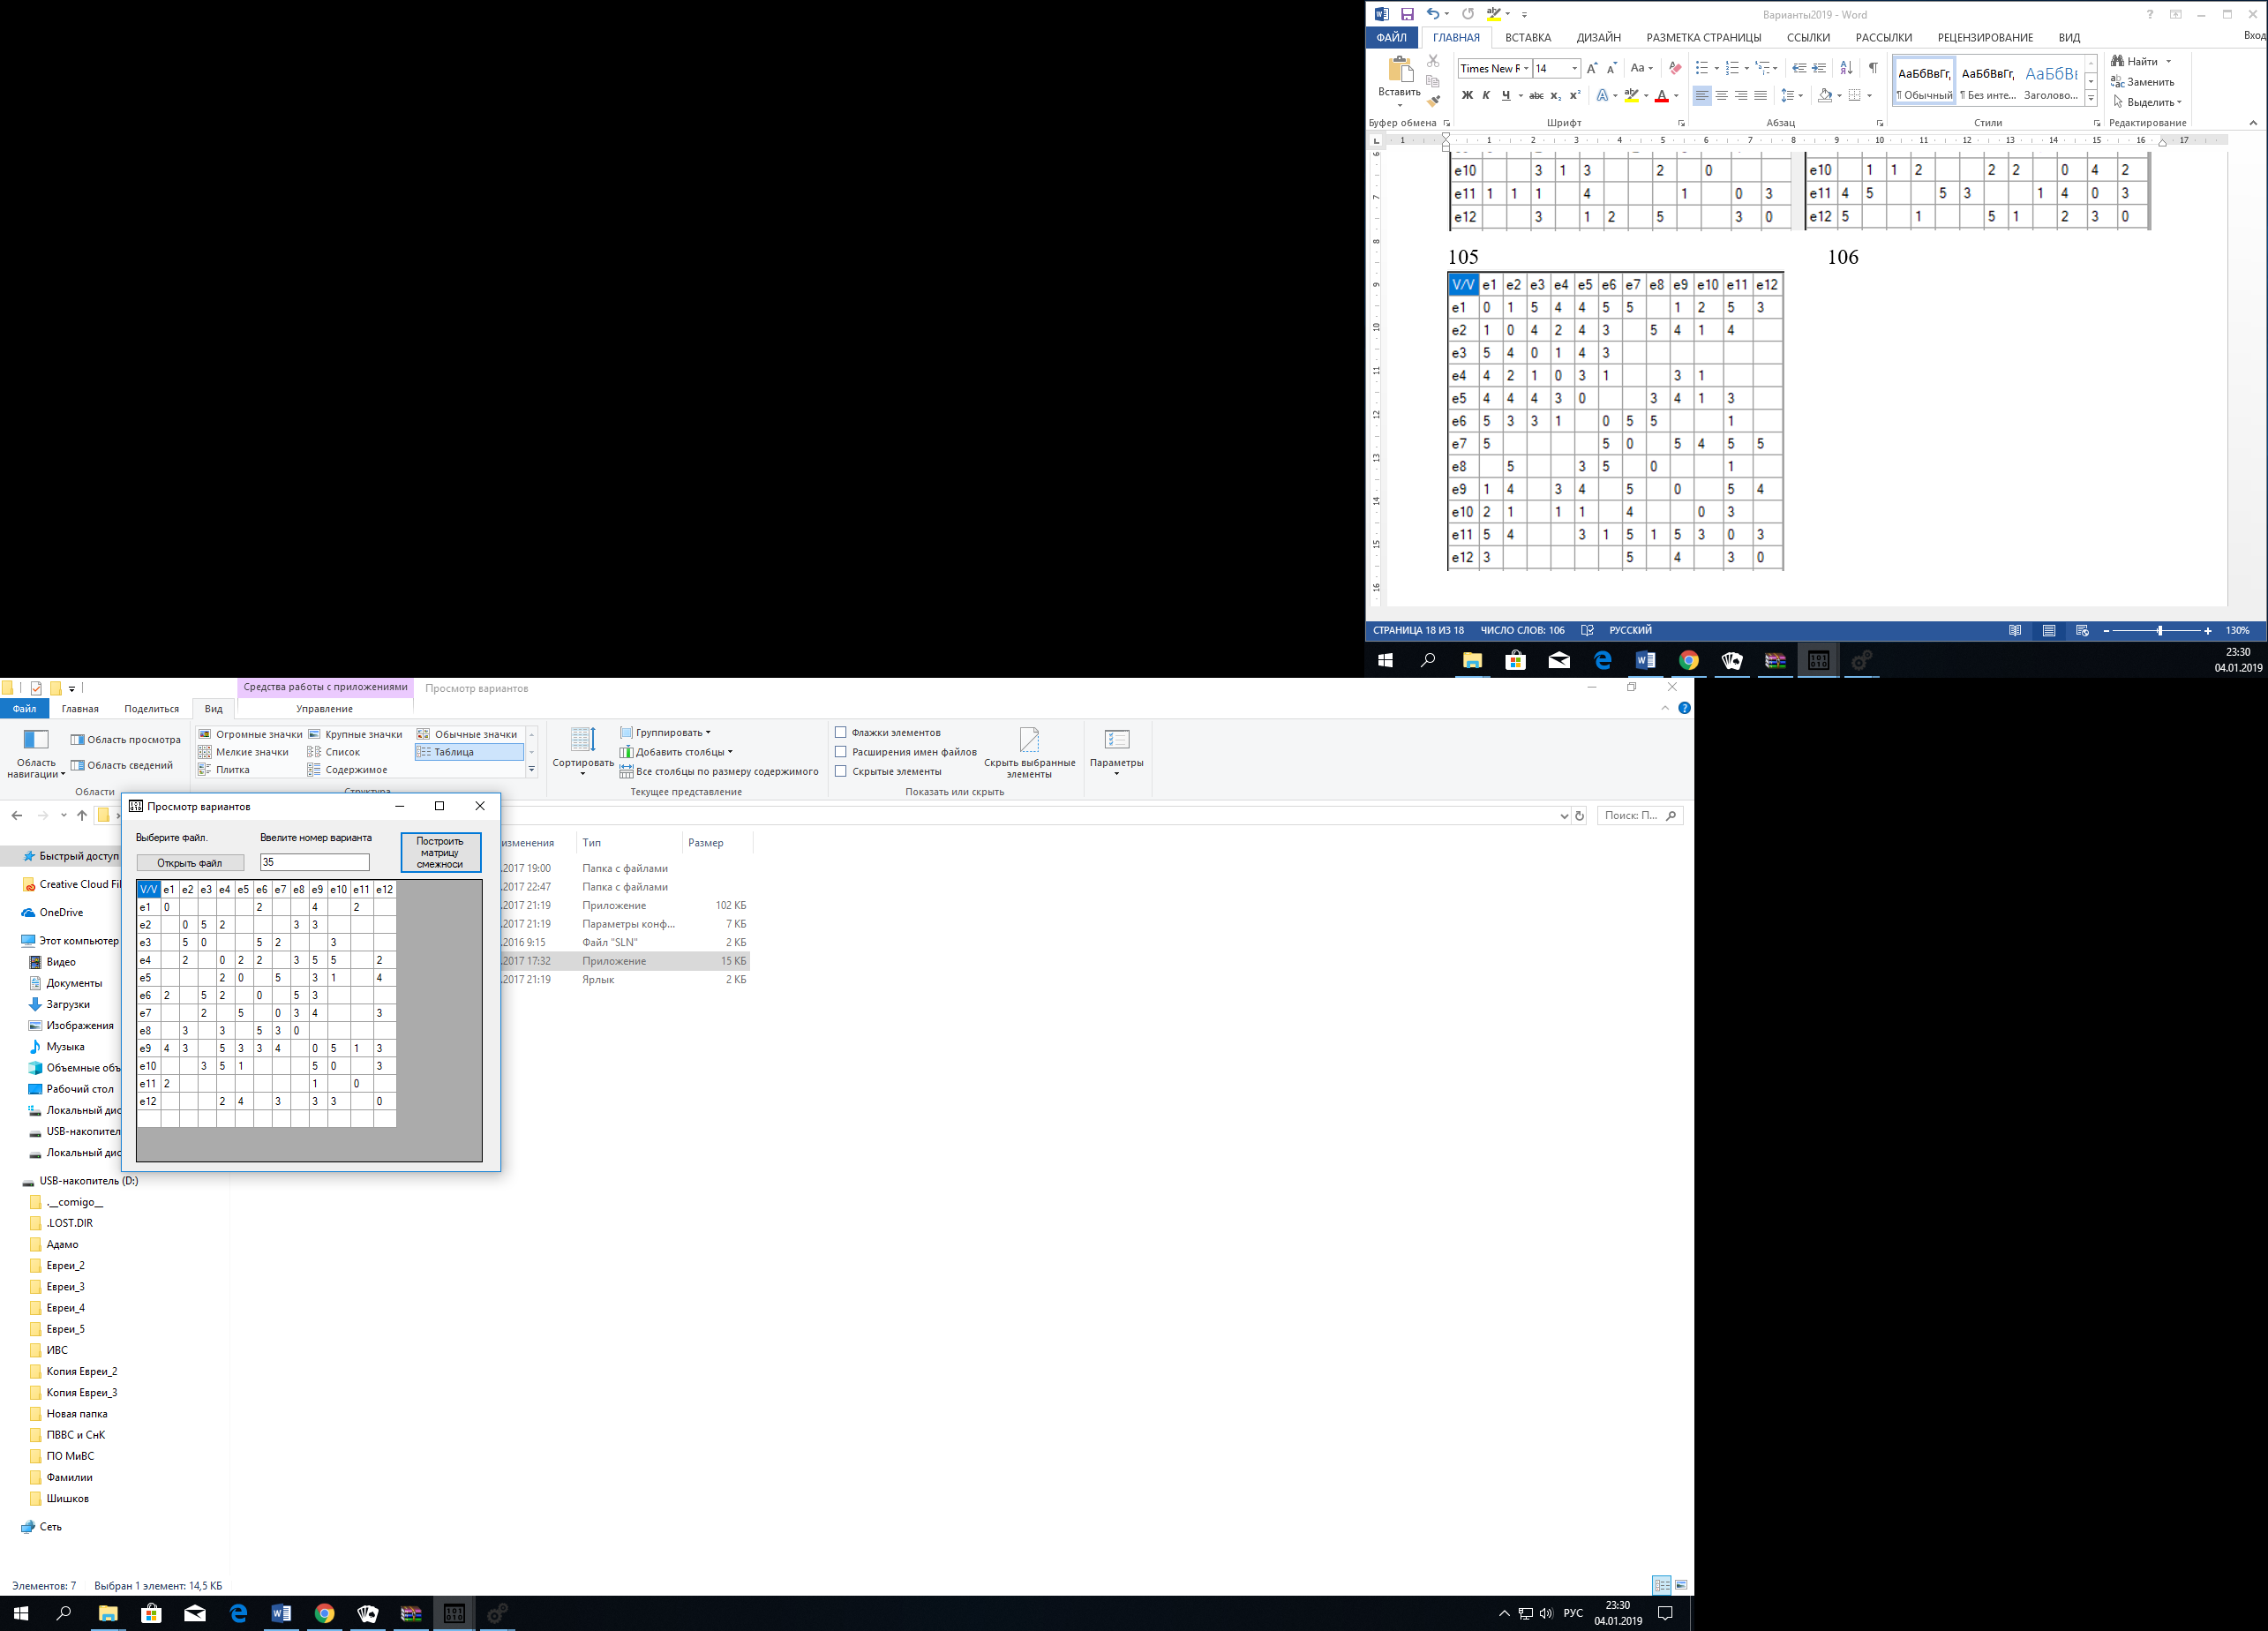 Варианты2019 - Word
ФАЙЛ ГЛАВНАЯ ВСТАВКА ДИЗАЙН РАЗМЕТКА СТРАНИЦЫ ССЫЛКИ РАССЫЛКИ РЕЦЕНЗИРОВАНИЕ ВИД Вход
Вставить
Times New F 14
АаБбВвГг, АаБбВвГг, АаБбВı
¶ Обычный ¶ Без инте... Заголово...
Найти
Заменить
Выделить
Буфер обмена Шрифт Абзац Стили Редактирование
e10 3 1 3 2 0
e11 1 1 1 4 1 0 3
e12 3 1 2 5 3 0
e10 1 1 2 2 2 0 4 2
e11 4 5 5 3 1 4 0 3
e12 5 1 5 1 2 3 0
105 106
V/V e1 e2 e3 e4 e5 e6 e7 e8 e9 e10 e11 e12
e1 0 1 5 4 4 5 5 1 2 5 3
e2 1 0 4 2 4 3 5 4 1 4
e3 5 4 0 1 4 3
e4 4 2 1 0 3 1 3 1
e5 4 4 4 3 0 3 4 1 3
e6 5 3 3 1 0 5 5 1
e7 5 5 0 5 4 5 5
e8 5 3 5 0 1
e9 1 4 3 4 5 0 5 4
e10 2 1 1 1 4 0 3
e11 5 4 3 1 5 1 5 3 0 3
e12 3 5 4 3 0
СТРАНИЦА 18 ИЗ 18 ЧИСЛО СЛОВ: 106 РУССКИЙ 130%
23:30
04.01.2019
Средства работы с приложениями Просмотр вариантов
Файл Главная Поделиться Вид Управление
Область навигации
Область просмотра
Область сведений
Области
Огромные значки Крупные значки Обычные значки
Мелкие значки Список Таблица
Плитка Содержимое
Структура
Сортировать
Группировать
Добавить столбцы
Все столбцы по размеру содержимого
Текущее представление
Флажки элементов
Расширения имен файлов
Скрытые элементы
Скрыть выбранные элементы
Показать или скрыть
Параметры
Поиск: П...
Просмотр вариантов
Выберите файл.
Открыть файл
Ввелите номер варианта
35
Построить
матрицу
смежноси
V/V e1 e2 e3 e4 e5 e6 e7 e8 e9 e10 e11 e12
e1 0 2 4 2
e2 0 5 2 3 3
e3 5 0 5 2 3
e4 2 0 2 2 3 5 5 2
e5 2 0 5 3 1 4
e6 2 5 2 0 5 3
e7 2 5 0 3 4 3
e8 3 3 5 3 0
e9 4 3 5 3 3 4 0 5 1 3
e10 3 5 1 5 0 3
e11 2 1 0
e12 2 4 3 3 3 0
изменения Тип Размер
.2017 19:00 Папка с файлами
.2017 22:47 Папка с файлами
.2017 21:19 Приложение 102 КБ
.2017 21:19 Параметры конф... 7 КБ
.2016 9:15 Файл "SLN" 2 КБ
.2017 17:32 Приложение 15 КБ
.2017 21:19 Ярлык 2 КБ
Быстрый доступ
Creative Cloud Fil
OneDrive
Этот компьютер
Видео
Документы
Загрузки
Изображения
Музыка
Объемные объ
Рабочий стол
Локальный дис
USB-накопител
Локальный дис
USB-накопитель (D:)
.__comigo__
.LOST.DIR
Адамо
Евреи_2
Евреи_3
Евреи_4
Евреи_5
ИВС
Копия Евреи_2
Копия Евреи_3
Новая папка
ПВВС и СнК
ПО МиВС
Фамилии
Шишков
Сеть
Элементов: 7 Выбран 1 элемент: 14,5 КБ
РУС
23:30
04.01.2019